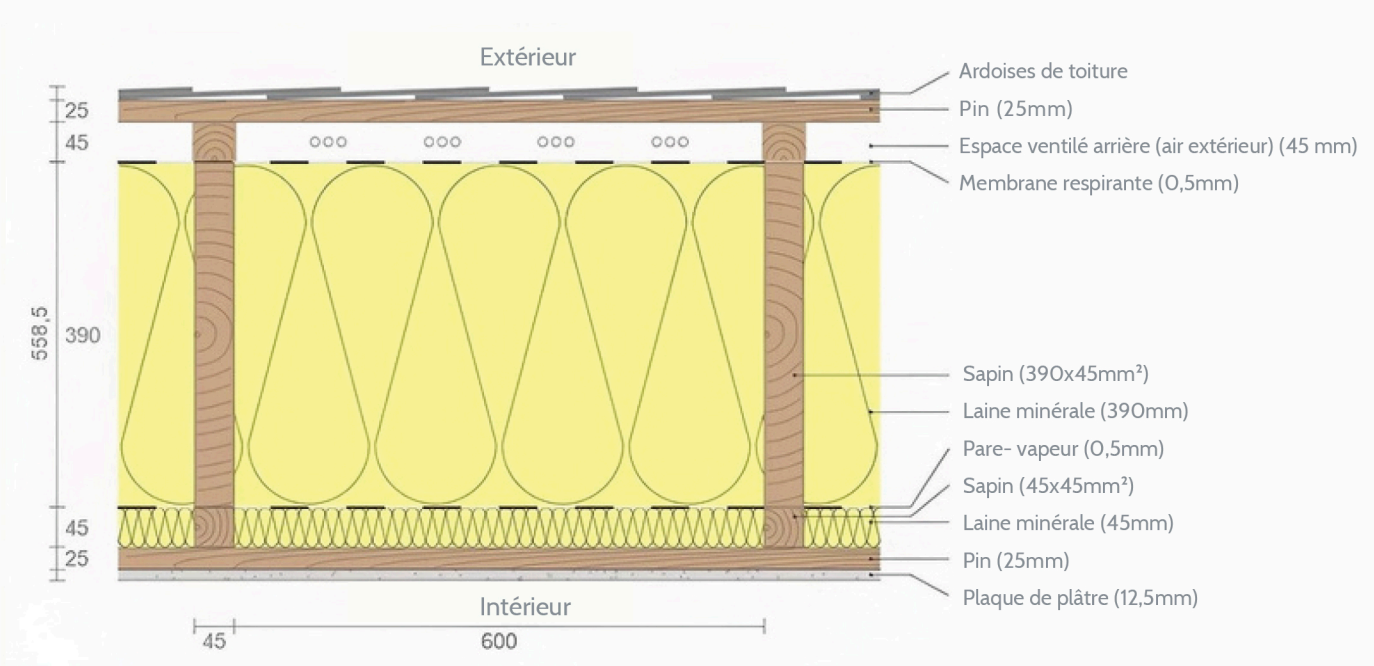 Extérieur
Ardoises de toiture
Pin (25mm)
Espace ventilé arrière (air extérieur) (45 mm)
Membrane respirante (0,5mm)
25
45
558,5
390
Sapin (390x45mm²)
Laine minérale (390mm)
Pare- vapeur (0,5mm)
Sapin (45x45mm²)
Laine minérale (45mm)
Pin (25mm)
Plaque de plâtre (12,5mm)
45
25
Intérieur
45
600